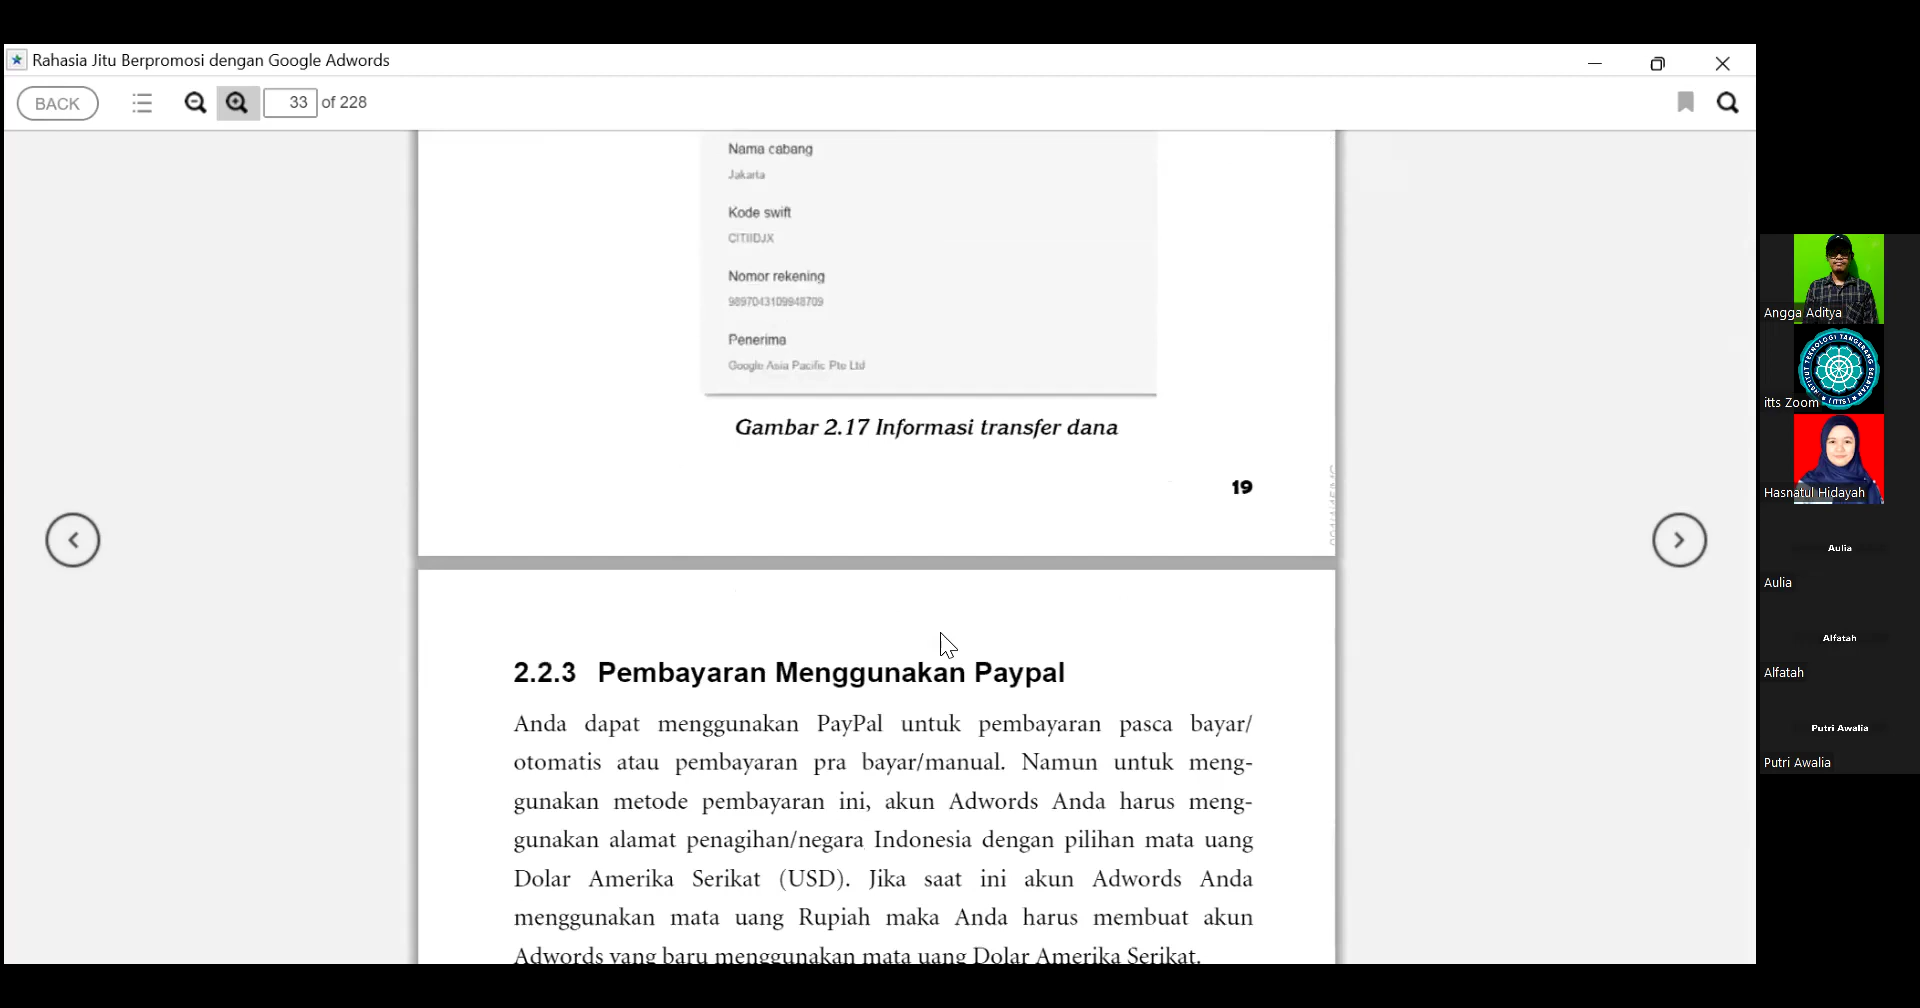 Rahasia Jitu Berpromosi dengan Google Adwords
BACK
33 of 228
Nama cabang
Jakarta
Kode swift
CITIIDJX
Nomor rekening
9897043109948709
Penerima
Google Asia Pacific Pte Ltd
Gambar 2.17 Informasi transfer dana
19
2.2.3 Pembayaran Menggunakan Paypal
Anda dapat menggunakan PayPal untuk pembayaran pasca bayar/
otomatis atau pembayaran pra bayar/manual. Namun untuk meng-
gunakan metode pembayaran ini, akun Adwords Anda harus meng-
gunakan alamat penagihan/negara Indonesia dengan pilihan mata uang
Dolar Amerika Serikat (USD). Jika saat ini akun Adwords Anda
menggunakan mata uang Rupiah maka Anda harus membuat akun
Adwords yang baru menggunakan mata uang Dolar Amerika Serikat.
Angga Aditya
INSTITUT TEKNOLOGI TANGERANG SELATAN
(ITTS)
itts Zoom
Hasnatul Hidayah
Aulia
Aulia
Alfatah
Alfatah
Putri Awalia
Putri Awalia